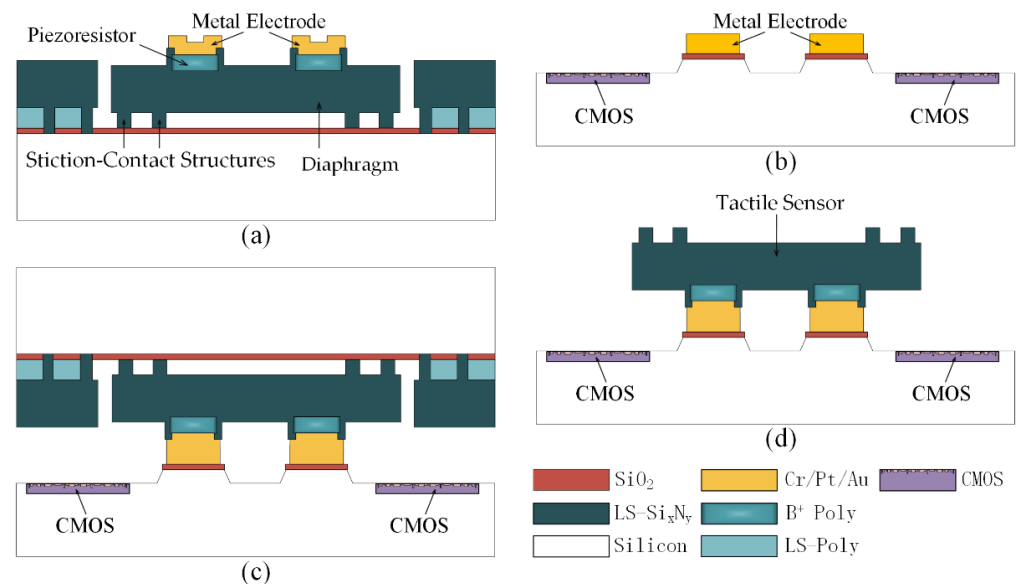 Metal Electrode
Piezoresistor
Stiction-Contact Structures
Diaphragm
(a)
Metal Electrode
CMOS
CMOS
(b)
CMOS
CMOS
(c)
Tactile Sensor
CMOS
CMOS
(d)
SiO₂
Cr/Pt/Au
CMOS
LS-SiₓNᵧ
B⁺ Poly
Silicon
LS-Poly